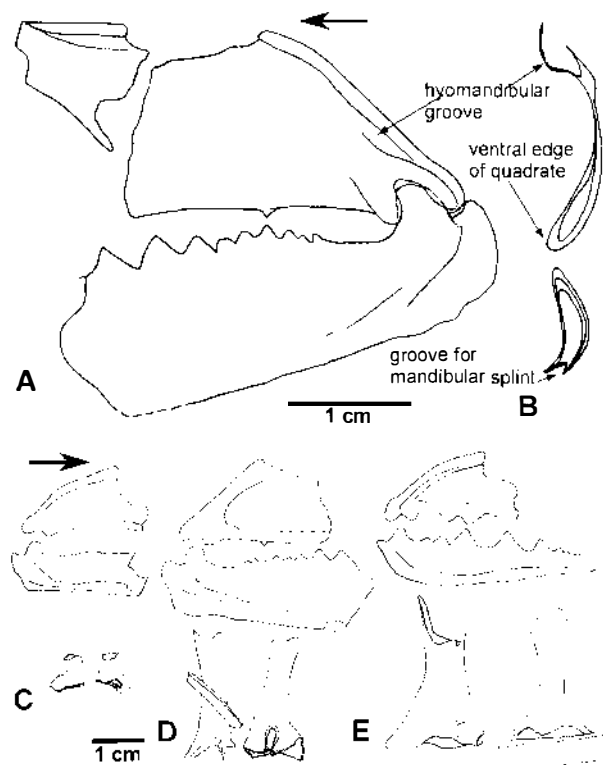 hyomandibular
groove
ventral edge
of quadrate
groove for
mandibular splint
A
B
1 cm
C
D
E
1 cm